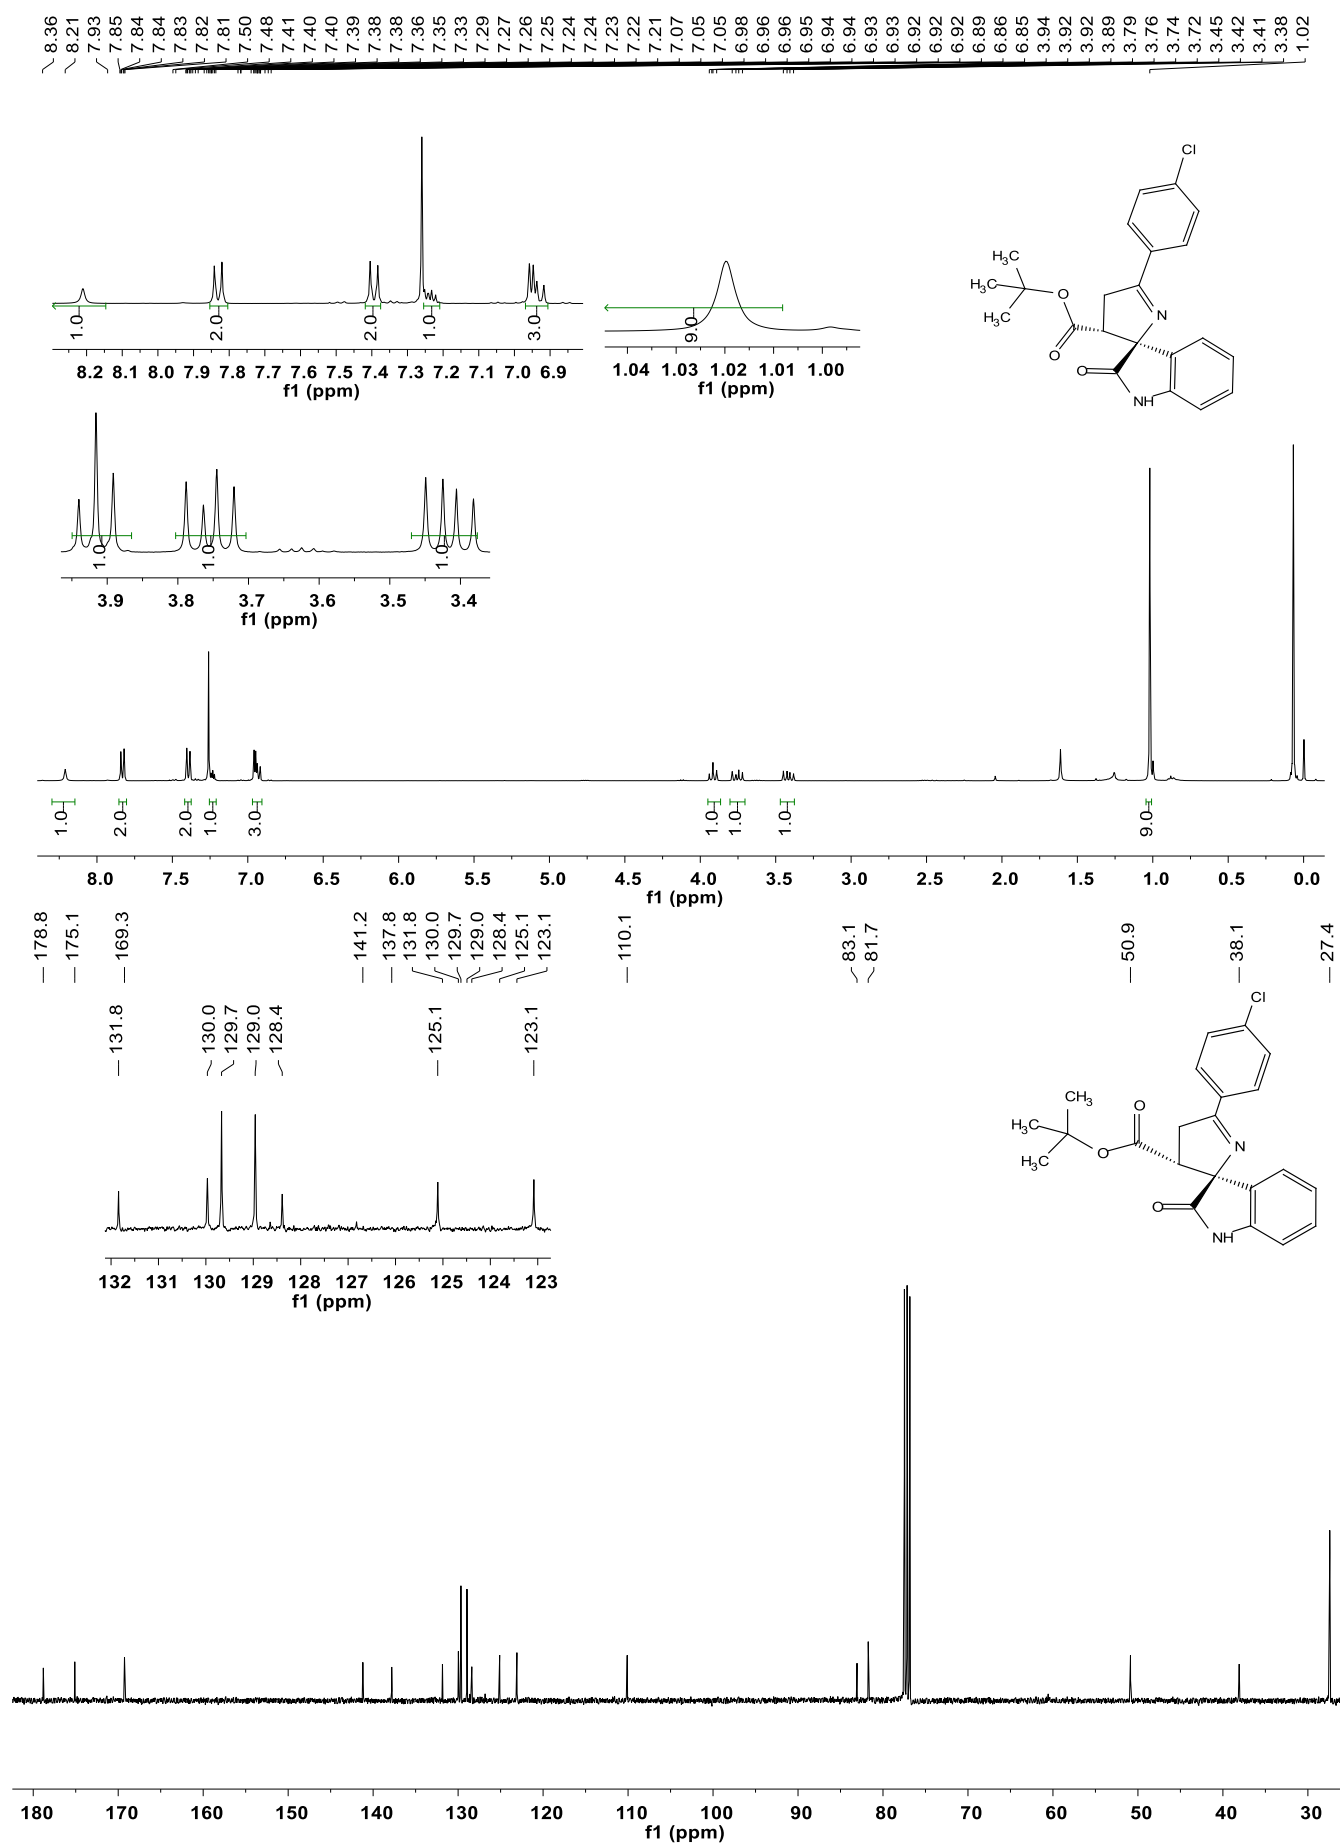 8.36 8.21 7.93 7.85 7.84 7.84 7.83 7.82 7.81 7.50 7.48 7.41 7.40 7.40 7.39 7.38 7.38 7.36 7.35 7.33 7.29 7.27 7.26 7.25 7.24 7.24 7.23 7.22 7.21 7.07 7.05 7.05 6.98 6.96 6.96 6.95 6.94 6.94 6.93 6.93 6.92 6.92 6.92 6.89 6.86 6.85 3.94 3.92 3.92 3.89 3.79 3.76 3.74 3.72 3.45 3.42 3.41 3.38 1.02
Cl
H₃C
H₃C
CH₃
O
N
O
O
NH
1.0 2.0 2.0 1.0 3.0
8.2 8.1 8.0 7.9 7.8 7.7 7.6 7.5 7.4 7.3 7.2 7.1 7.0 6.9
f1 (ppm)
9.0
1.04 1.03 1.02 1.01 1.00
f1 (ppm)
1.0 1.0 1.0
3.9 3.8 3.7 3.6 3.5 3.4
f1 (ppm)
1.0 2.0 2.0 1.0 3.0 1.0 1.0 1.0 9.0
8.0 7.5 7.0 6.5 6.0 5.5 5.0 4.5 4.0 3.5 3.0 2.5 2.0 1.5 1.0 0.5 0.0
f1 (ppm)
178.8 175.1 169.3 141.2 137.8 131.8 130.0 129.7 129.0 128.4 125.1 123.1 110.1 83.1 81.7 50.9 38.1 27.4
131.8 130.0 129.7 129.0 128.4 125.1 123.1
132 131 130 129 128 127 126 125 124 123
f1 (ppm)
Cl
CH₃
H₃C
H₃C
O
O
N
O
NH
180 170 160 150 140 130 120 110 100 90 80 70 60 50 40 30
f1 (ppm)